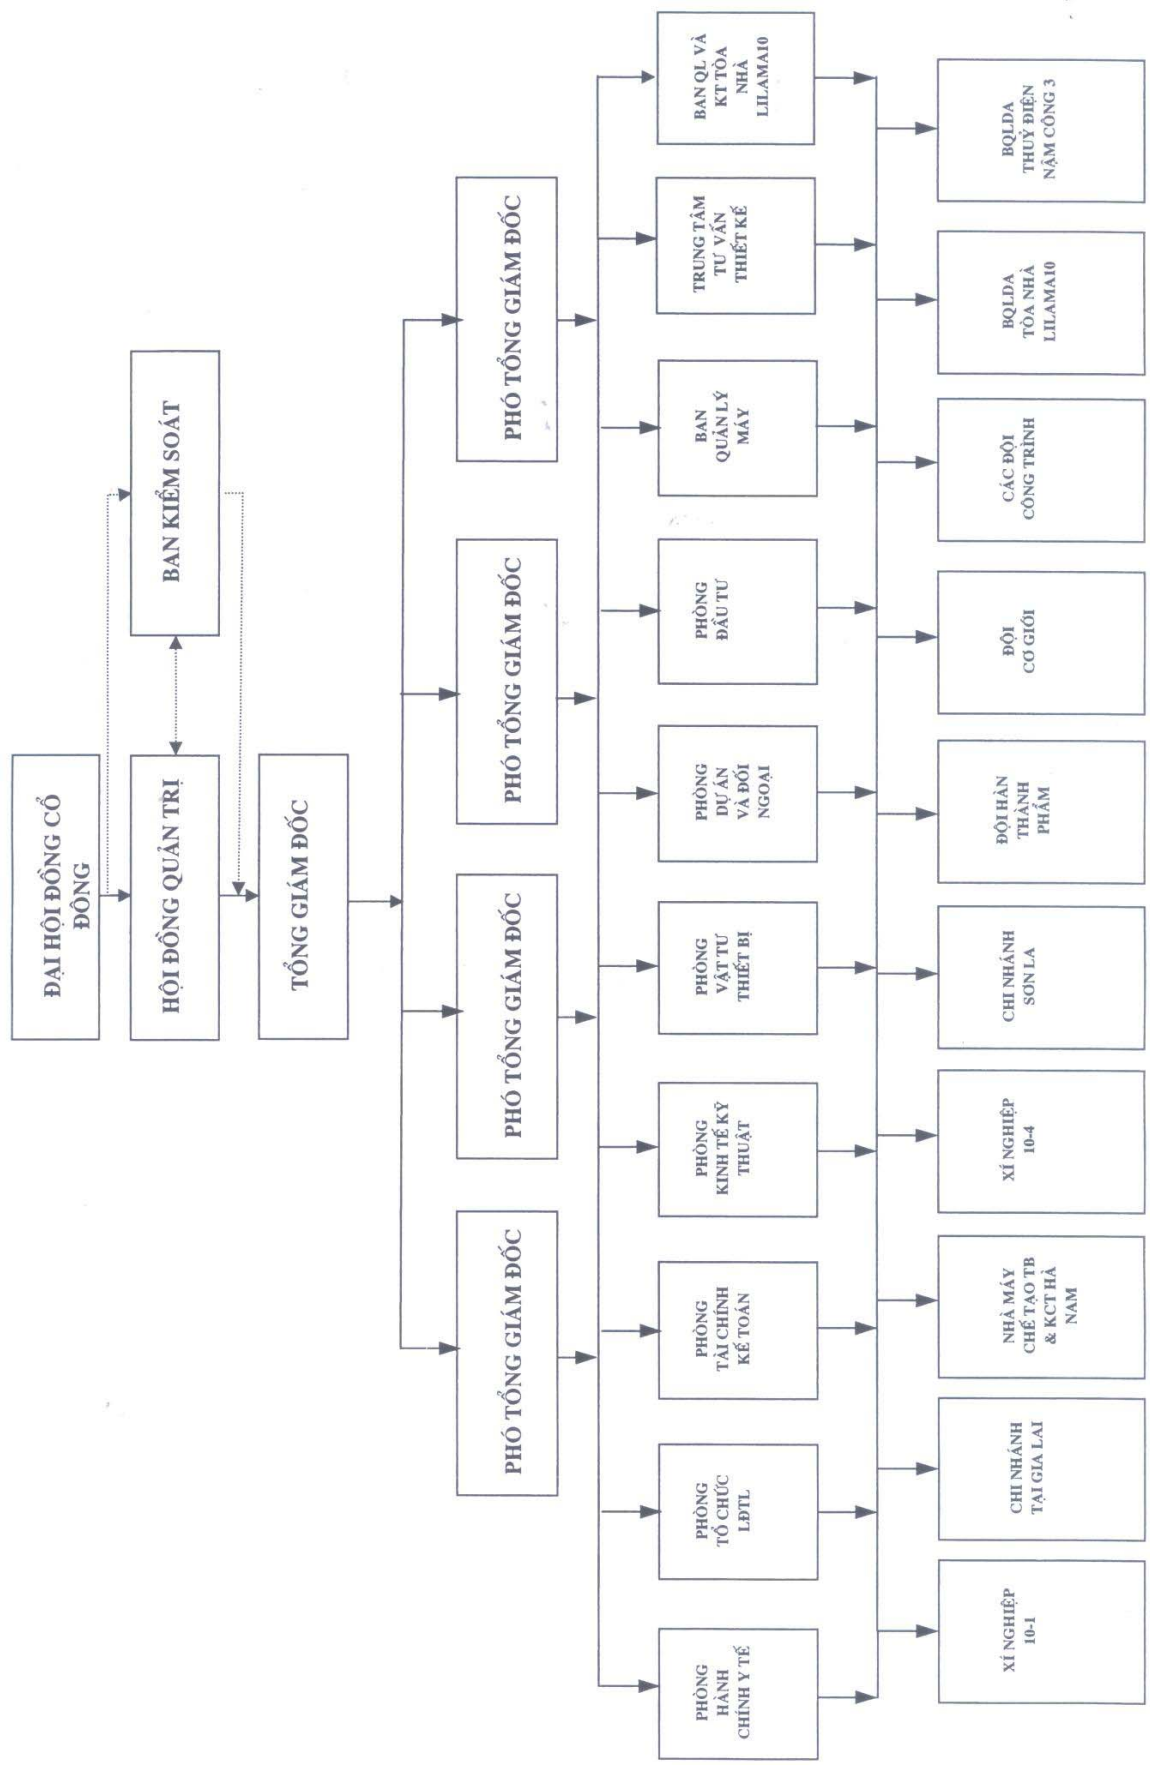 ĐẠI HỘI ĐỒNG CỔ
ĐÔNG
HỘI ĐỒNG QUẢN TRỊ
BAN KIỂM SOÁT
TỔNG GIÁM ĐỐC
PHÓ TỔNG GIÁM ĐỐC
PHÓ TỔNG GIÁM ĐỐC
PHÓ TỔNG GIÁM ĐỐC
PHÓ TỔNG GIÁM ĐỐC
PHÒNG
HÀNH
CHÍNH Y TẾ
PHÒNG
TỔ CHỨC
LĐTL
PHÒNG
TÀI CHÍNH
KẾ TOÁN
PHÒNG
KINH TẾ KỸ
THUẬT
PHÒNG
VẬT TƯ
THIẾT BỊ
PHÒNG
DỰ ÁN
VÀ ĐỐI
NGOẠI
PHÒNG
ĐẦU TƯ
BAN
QUẢN LÝ
MÁY
TRUNG TÂM
TƯ VẤN
THIẾT KẾ
BAN QL VÀ
KT TÒA
NHÀ
LILAMA10
XÍ NGHIỆP
10-1
CHI NHÁNH
TẠI GIA LAI
NHÀ MÁY
CHẾ TẠO TB
& KCT HÀ
NAM
XÍ NGHIỆP
10-4
CHI NHÁNH
SƠN LA
ĐỘI HÀN
THÀNH
PHẨM
ĐỘI
CƠ GIỚI
CÁC ĐỘI
CÔNG TRÌNH
BQLDA
TÒA NHÀ
LILAMA10
BQLDA
THUỶ ĐIỆN
NẬM CÔNG 3